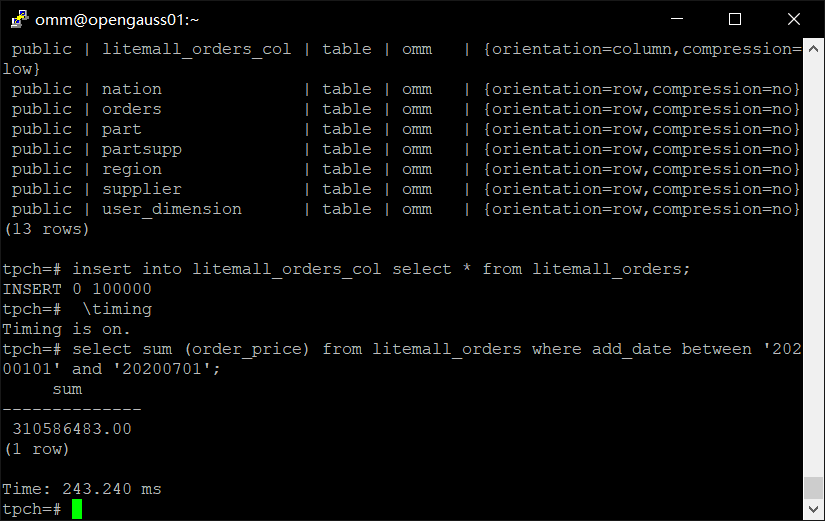 omm@opengauss01:~
public | litemall_orders_col | table | omm | {orientation=column,compression=
low}
public | nation | table | omm | {orientation=row,compression=no}
public | orders | table | omm | {orientation=row,compression=no}
public | part | table | omm | {orientation=row,compression=no}
public | partsupp | table | omm | {orientation=row,compression=no}
public | region | table | omm | {orientation=row,compression=no}
public | supplier | table | omm | {orientation=row,compression=no}
public | user_dimension | table | omm | {orientation=row,compression=no}
(13 rows)
tpch=# insert into litemall_orders_col select * from litemall_orders;
INSERT 0 100000
tpch=#  \timing
Timing is on.
tpch=# select sum (order_price) from litemall_orders where add_date between '202
00101' and '20200701';
sum
--------------
310586483.00
(1 row)
Time: 243.240 ms
tpch=#